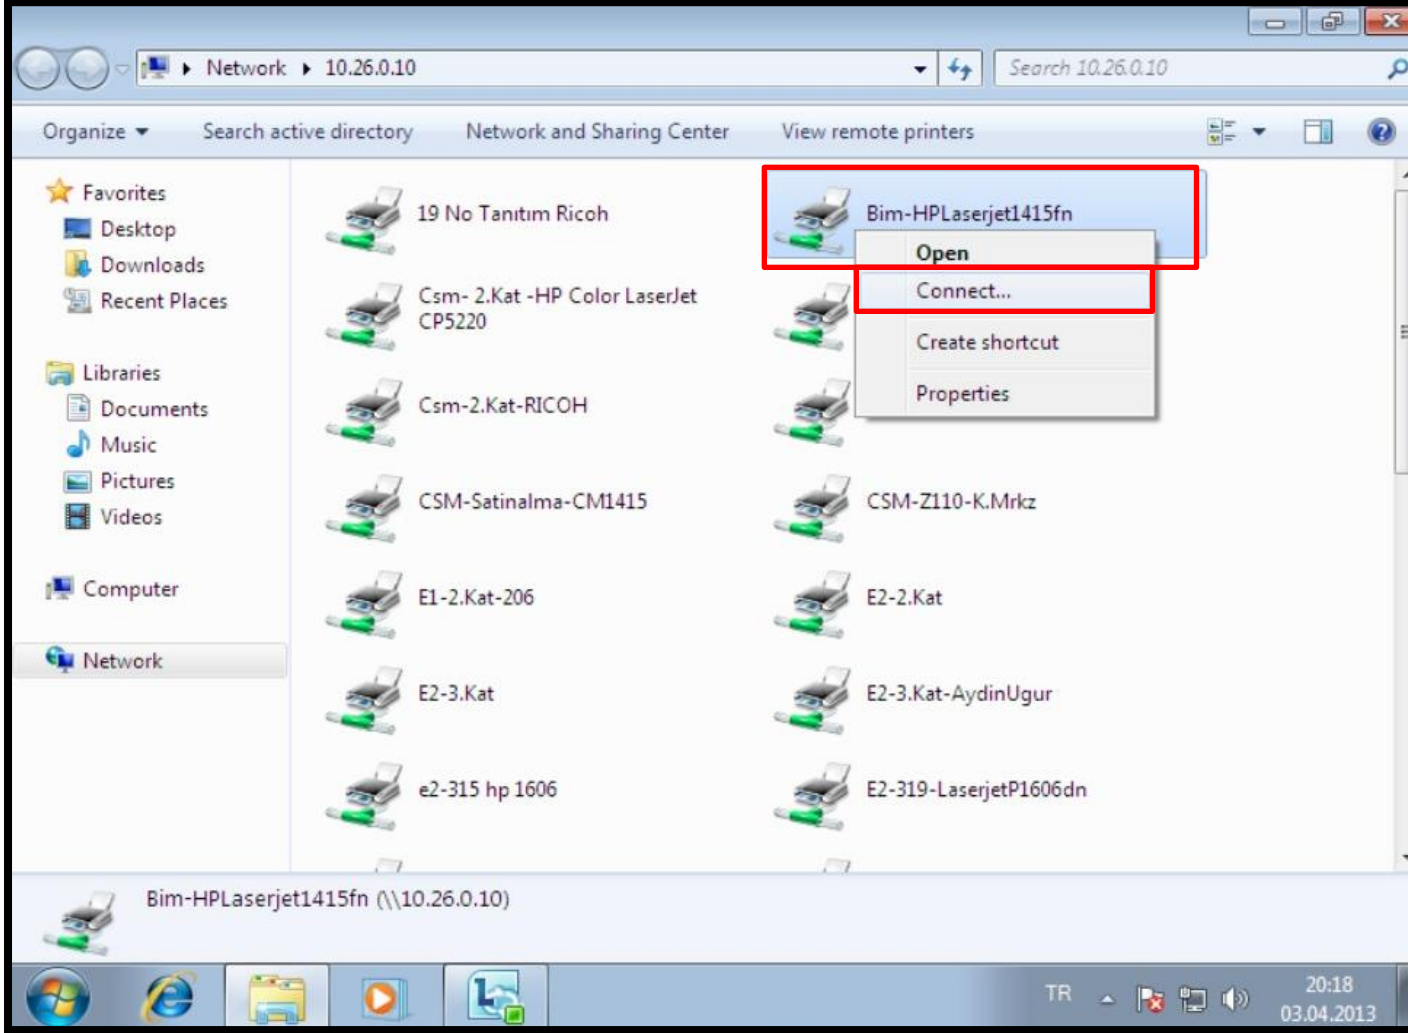 Network
10.26.0.10
Search 10.26.0.10
Organize
Search active directory
Network and Sharing Center
View remote printers
Favorites
Desktop
Downloads
Recent Places
Libraries
Documents
Music
Pictures
Videos
Computer
Network
19 No Tanıtım Ricoh
Bim-HPLaserjet1415fn
Open
Connect...
Create shortcut
Properties
Csm- 2.Kat -HP Color LaserJet
CP5220
Csm-2.Kat-RICOH
CSM-Satinalma-CM1415
CSM-Z110-K.Mrkz
E1-2.Kat-206
E2-2.Kat
E2-3.Kat
E2-3.Kat-AydinUgur
e2-315 hp 1606
E2-319-LaserjetP1606dn
Bim-HPLaserjet1415fn (\\10.26.0.10)
TR
20:18
03.04.2013